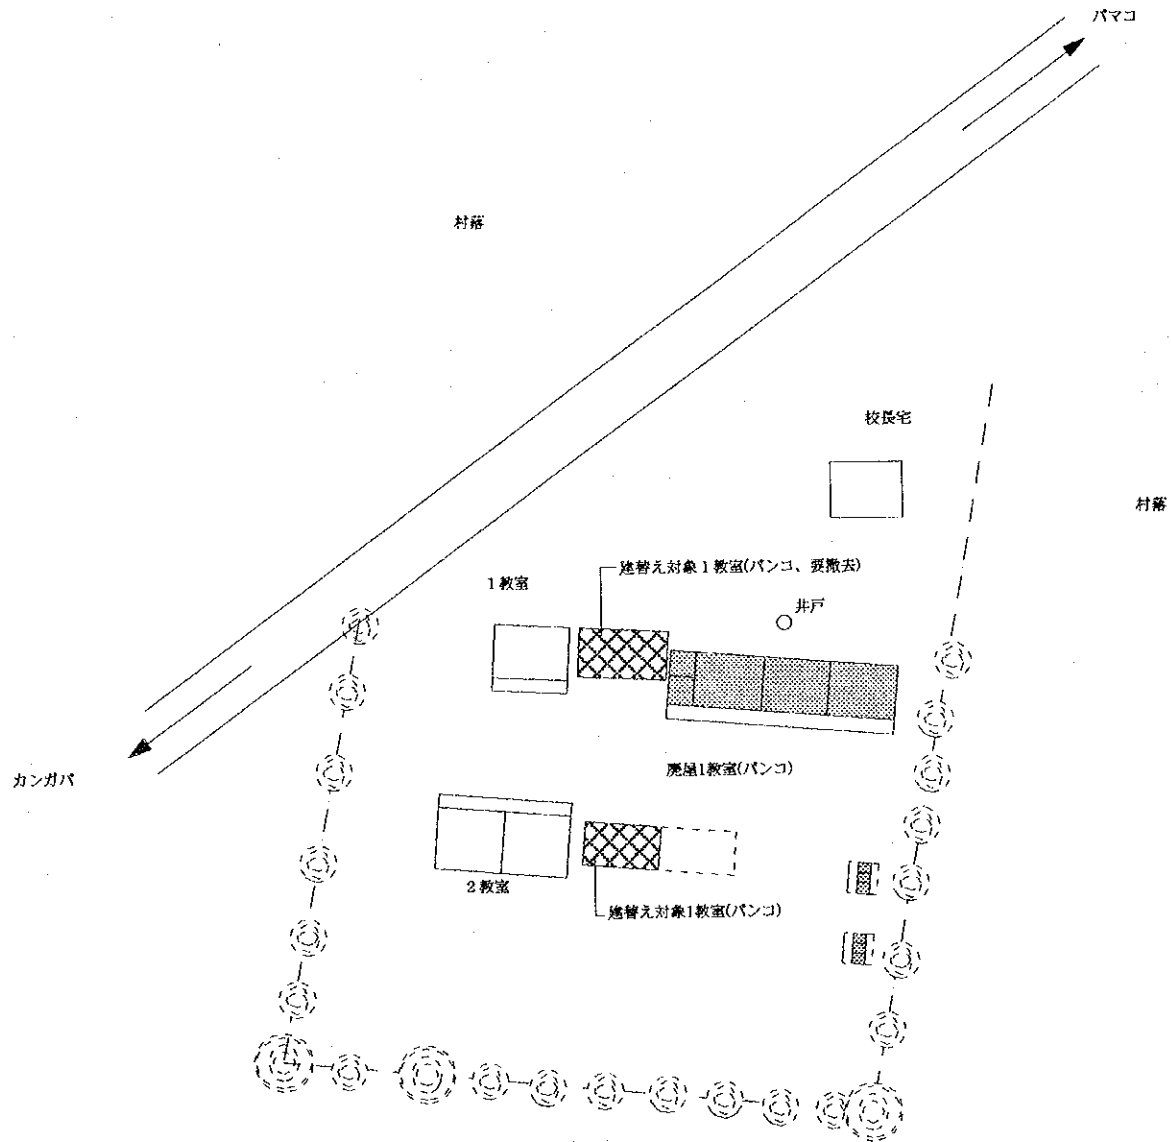 バマコ
村落
校長宅
村落
建替え対象1教室(バンコ、要撤去)
1教室
井戸
廃屋1教室(バンコ)
カンガバ
2教室
建替え対象1教室(バンコ)